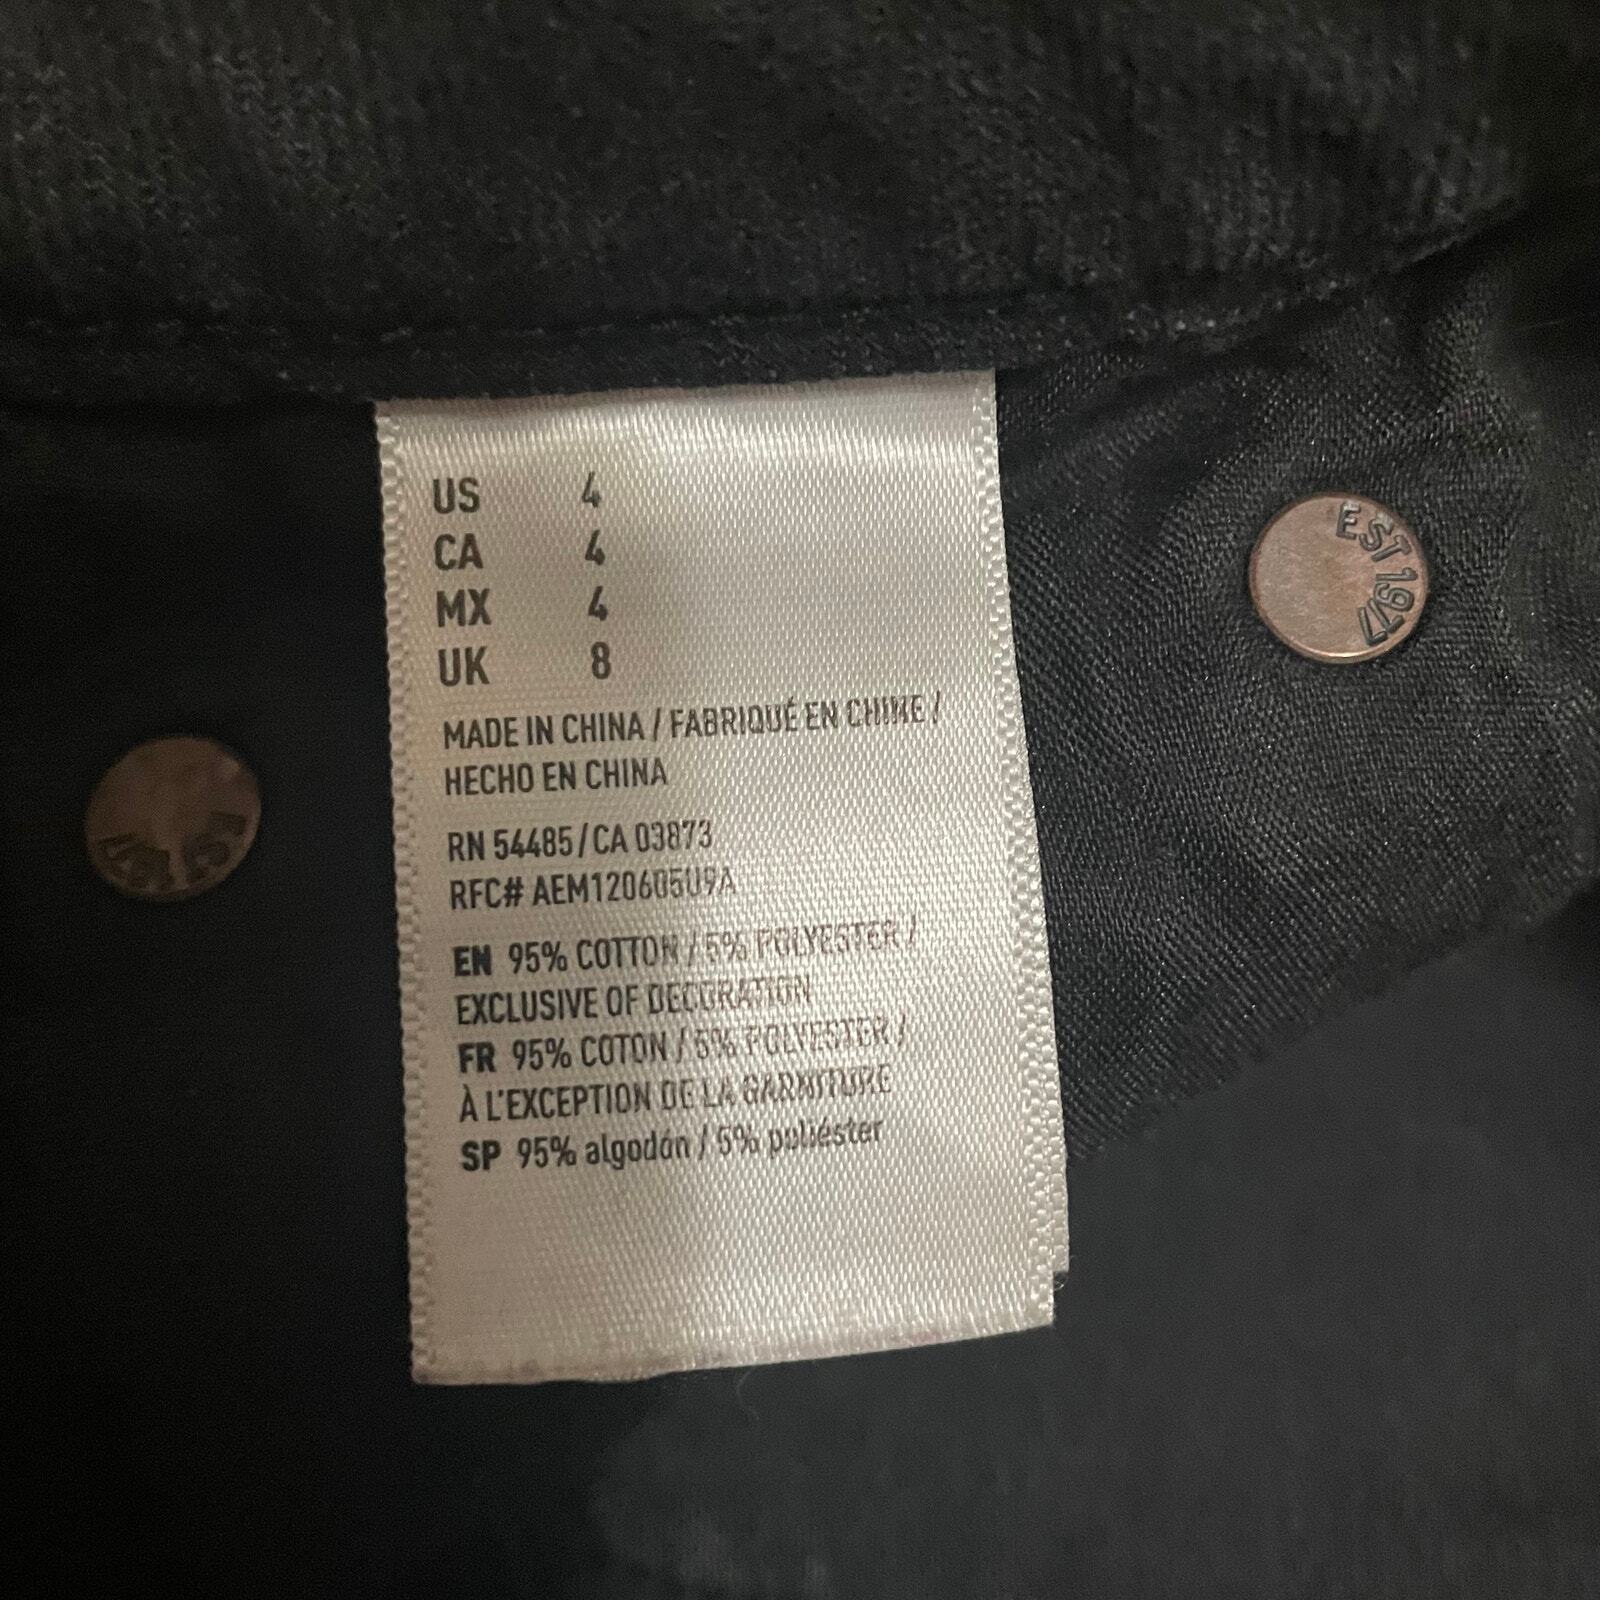 US 4
CA 4
MX 4
UK 8
MADE IN CHINA / FABRIQUÉ EN CHINE /
HECHO EN CHINA
RN 54485/CA 03873
RFC# AEM120605U9A
EN 95% COTTON / 5% POLYESTER /
EXCLUSIVE OF DECORATION
FR 95% COTON / 5% POLYESTER /
À L'EXCEPTION DE LA GARNITURE
SP 95% algodón / 5% poliéster
EST 1977
EST 1977